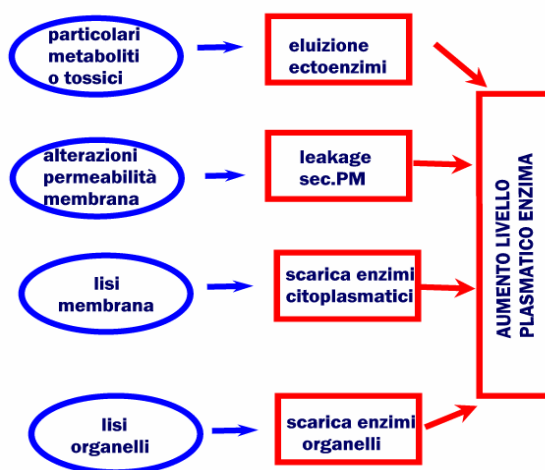 particolari
metaboliti
o tossici
eluizione
ectoenzimi
alterazioni
permeabilità
membrana
leakage
sec.PM
lisi
membrana
scarica enzimi
citoplasmatici
lisi
organelli
scarica enzimi
organelli
AUMENTO LIVELLO
PLASMATICO ENZIMA